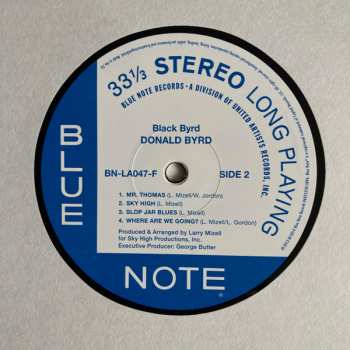 33⅓ STEREO LONG PLAYING
BLUE NOTE RECORDS • A DIVISION OF UNITED ARTISTS RECORDS, INC.
Black Byrd
DONALD BYRD
BN-LA047-F
SIDE 2
1. MR. THOMAS (L. Mizell/W. Jordon)
2. SKY HIGH (L. Mizell)
3. SLOP JAR BLUES (L. Mizell)
4. WHERE ARE WE GOING? (L. Mizell/L. Gordon)
Produced & Arranged by Larry Mizell
for Sky High Productions, Inc.
Executive Producer: George Butler
BLUE
NOTE®